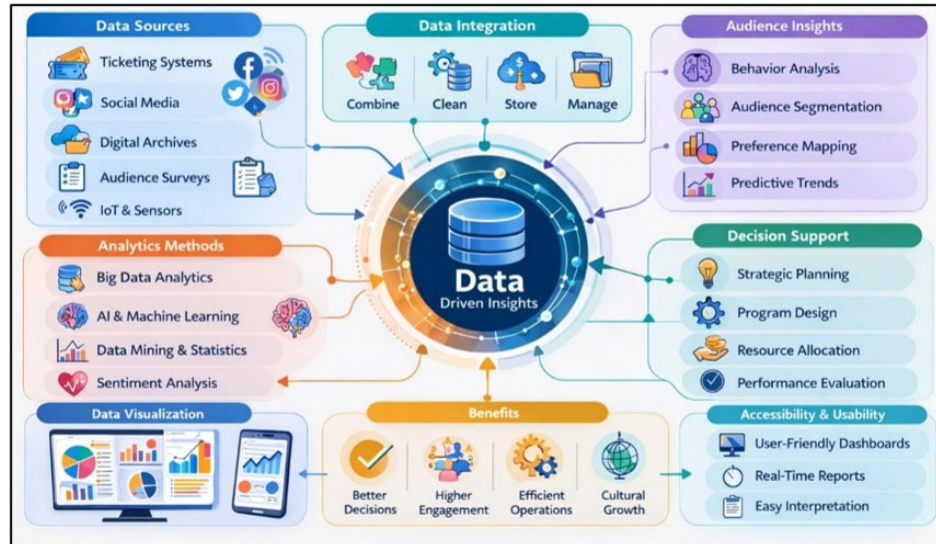 Data Sources
Ticketing Systems
Social Media
Digital Archives
Audience Surveys
IoT & Sensors
Data Integration
Combine
Clean
Store
Manage
Audience Insights
Behavior Analysis
Audience Segmentation
Preference Mapping
Predictive Trends
Data
Driven Insights
Analytics Methods
Big Data Analytics
AI & Machine Learning
Data Mining & Statistics
Sentiment Analysis
Decision Support
Strategic Planning
Program Design
Resource Allocation
Performance Evaluation
Data Visualization
Benefits
Better
Decisions
Higher
Engagement
Efficient
Operations
Cultural
Growth
Accessibility & Usability
User-Friendly Dashboards
Real-Time Reports
Easy Interpretation